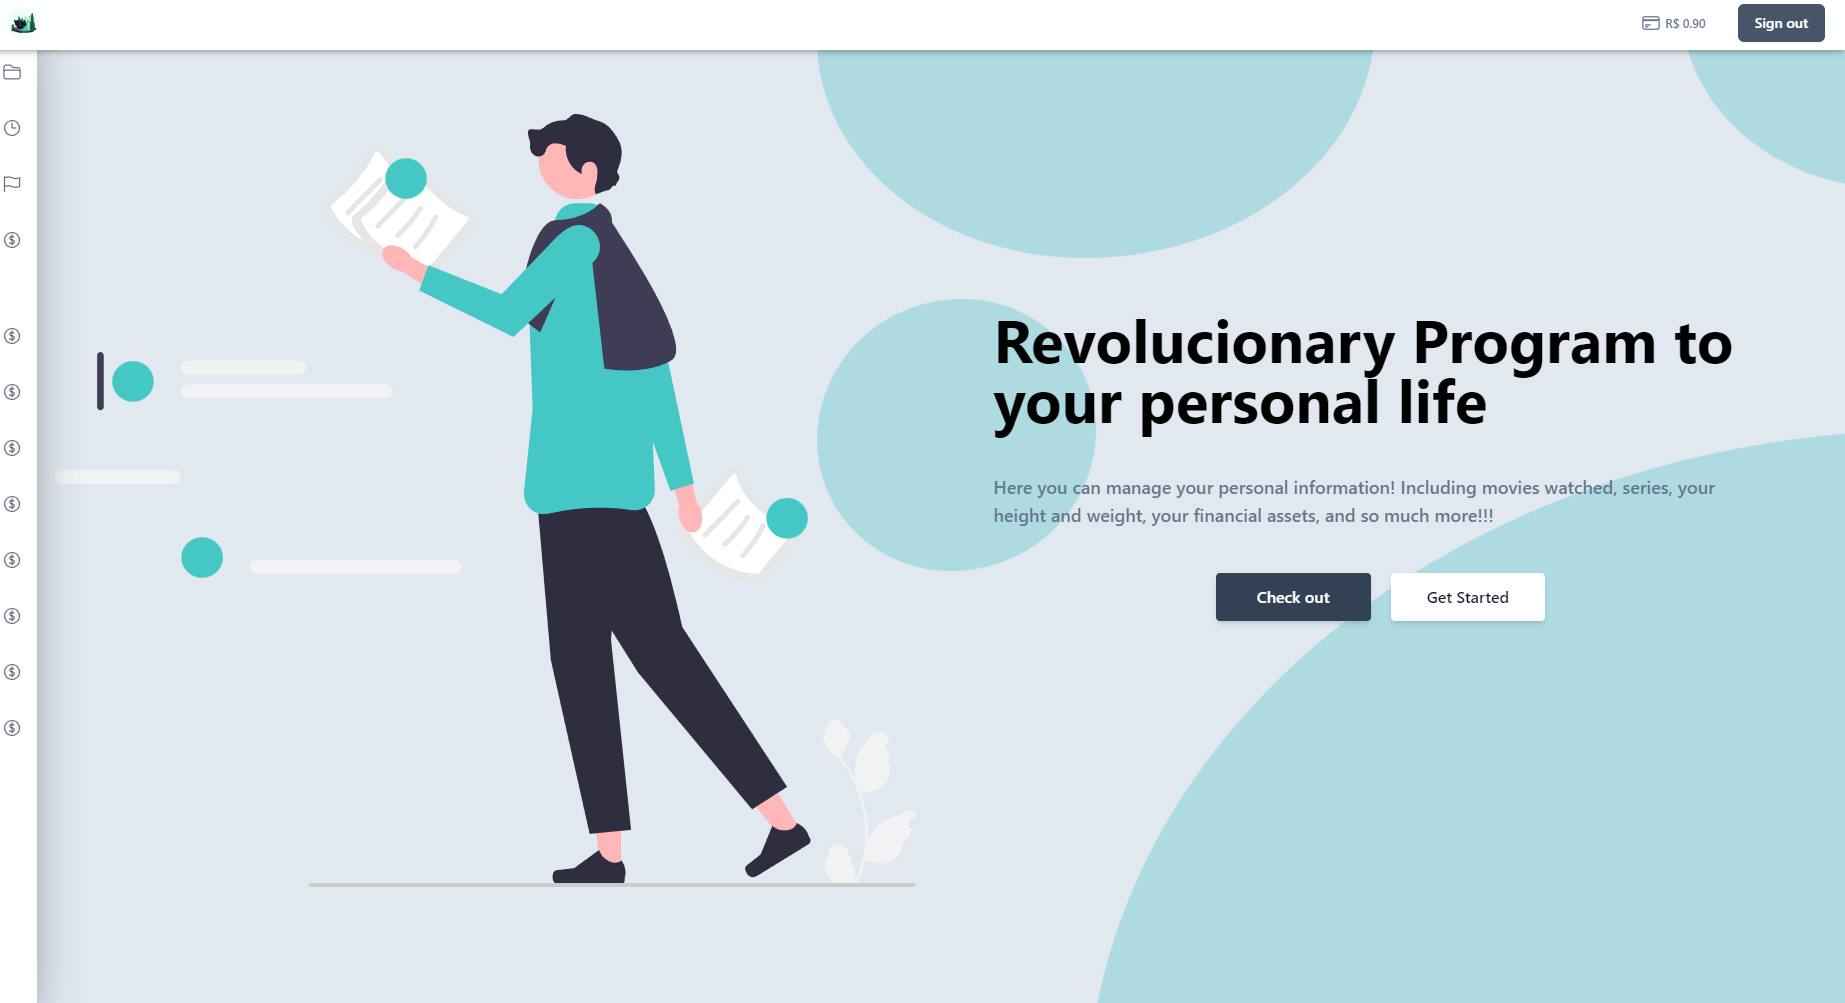 R$ 0.90
Sign out
Revolucionary Program to
your personal life
Here you can manage your personal information! Including movies watched, series, your
height and weight, your financial assets, and so much more!!!
Check out
Get Started